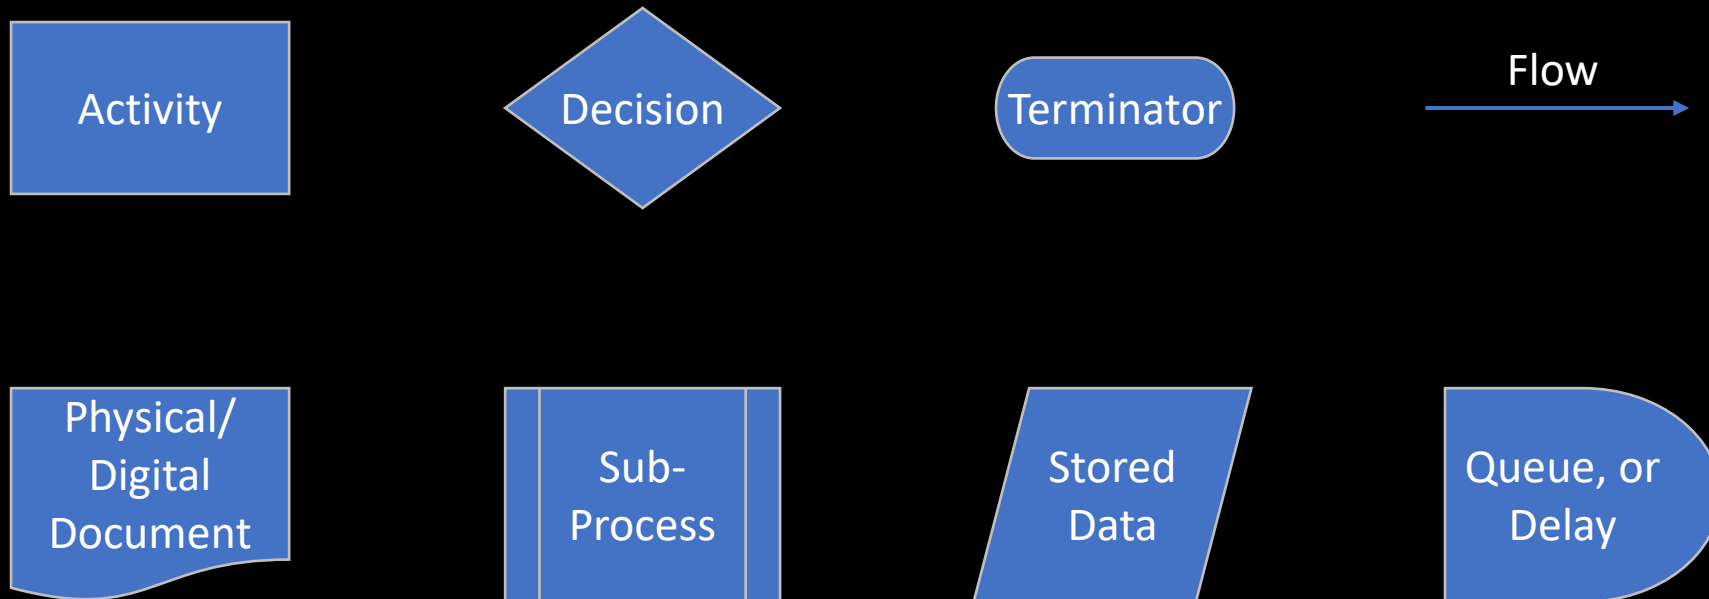 Activity
Decision
Terminator
Flow
Physical/
Digital
Document
Sub-
Process
Stored
Data
Queue, or
Delay